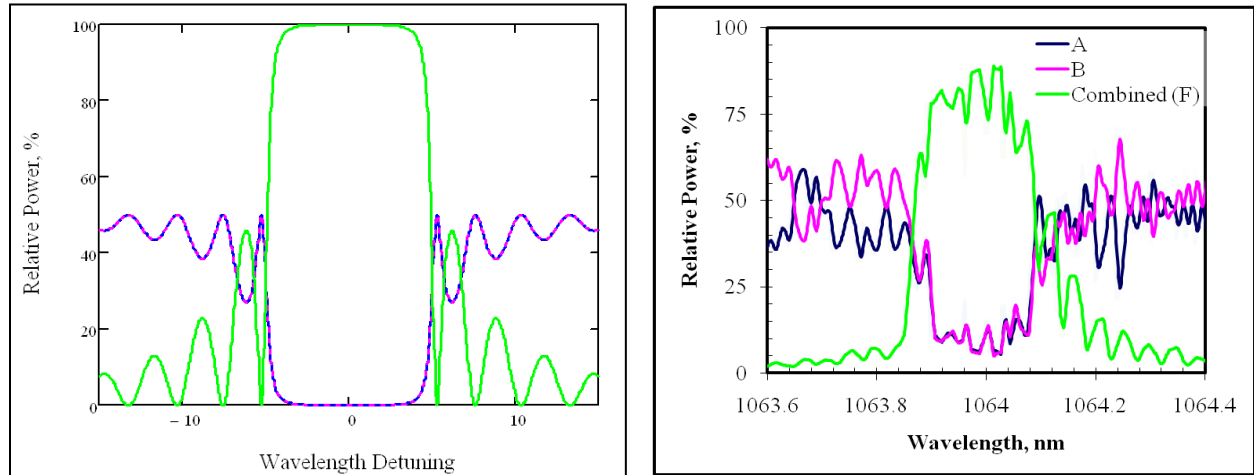 100
80
60
40
20
0
− 10
0
10
Relative Power, %
Wavelength Detuning
100
75
50
25
0
1063.6
1063.8
1064
1064.2
1064.4
Relative Power, %
Wavelength, nm
A
B
Combined (F)